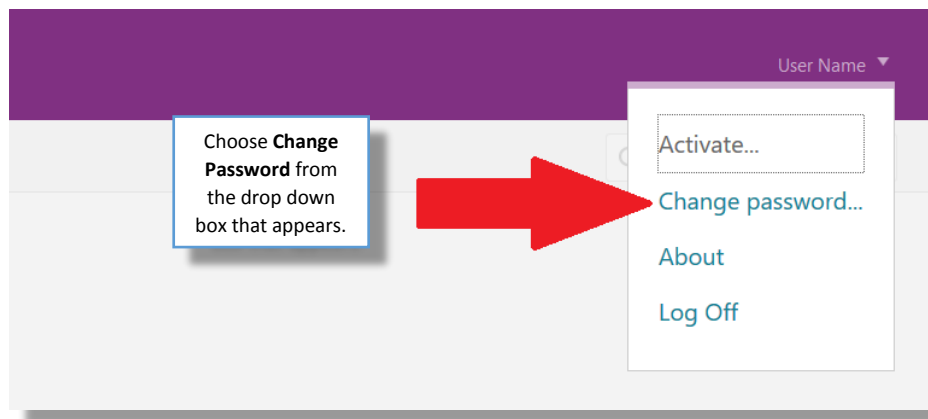 User Name
Choose Change
Password from
the drop down
box that appears.
Activate...
Change password...
About
Log Off